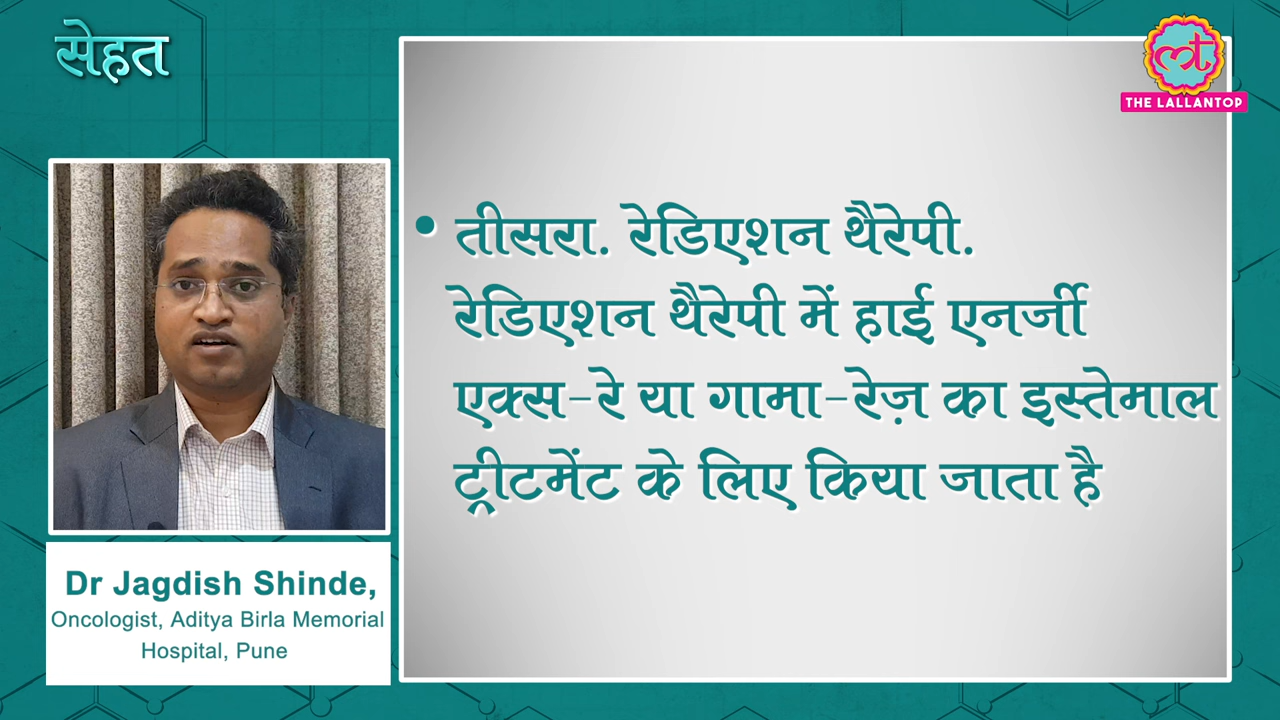 सेहत
THE LALLANTOP
• तीसरा. रेडिएशन थैरेपी.
रेडिएशन थैरेपी में हाई एनर्जी
एक्स-रे या गामा-रेज़ का इस्तेमाल
ट्रीटमेंट के लिए किया जाता है
Dr Jagdish Shinde,
Oncologist, Aditya Birla Memorial
Hospital, Pune